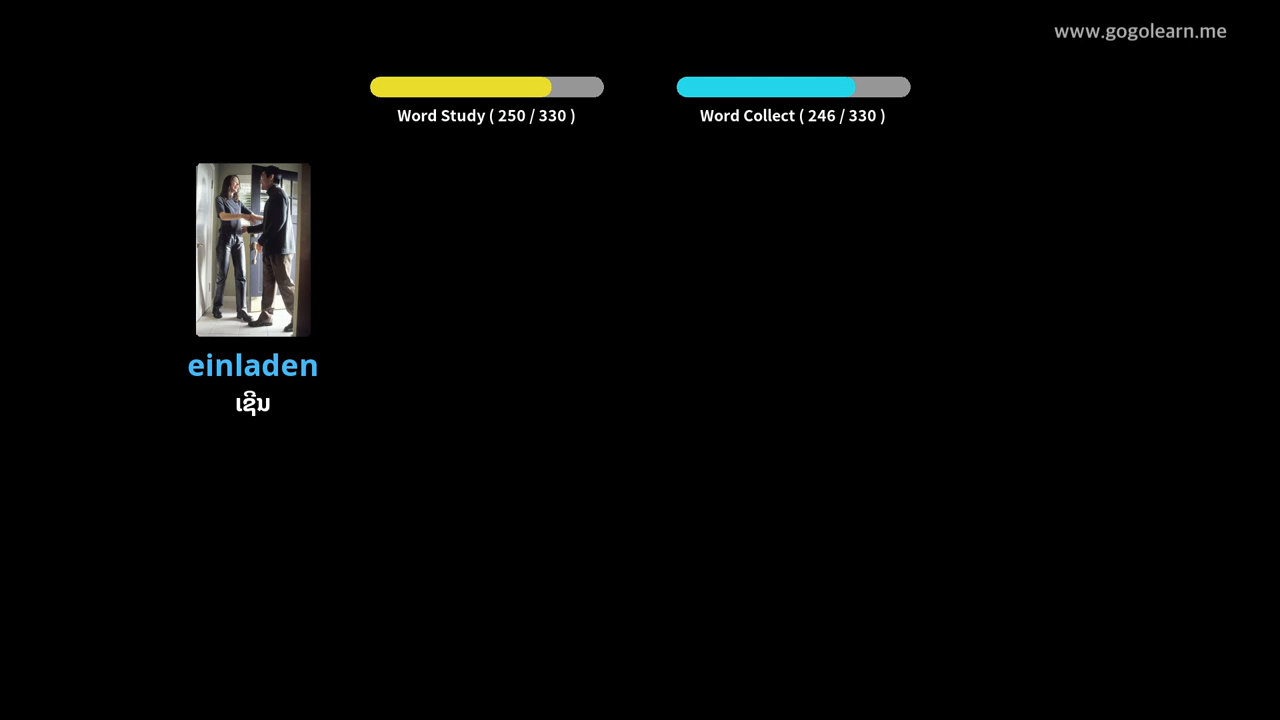 www.gogolearn.me
Word Study ( 250 / 330 )
Word Collect ( 246 / 330 )
einladen
ເຊີນ